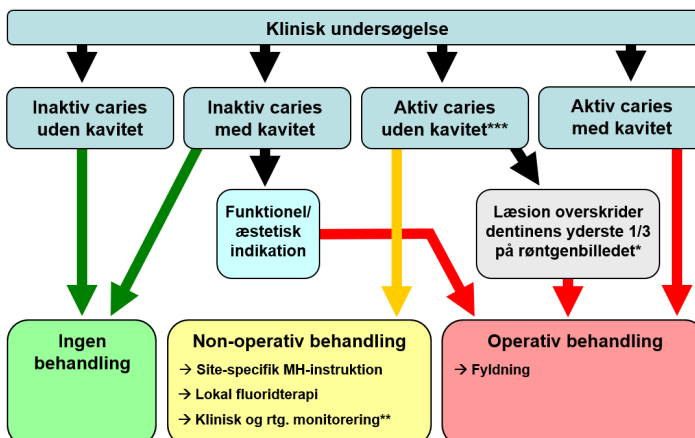 Klinisk undersøgelse
Inaktiv caries
uden kavitet
Inaktiv caries
med kavitet
Aktiv caries
uden kavitet***
Aktiv caries
med kavitet
Funktionel/
æstetisk
indikation
Læsion overskrider
dentinens yderste 1/3
på røntgenbilledet*
Ingen
behandling
Non-operativ behandling
→ Site-specifik MH-instruktion
→ Lokal fluoridterapi
→ Klinisk og rtg. monitorering**
Operativ behandling
→ Fyldning